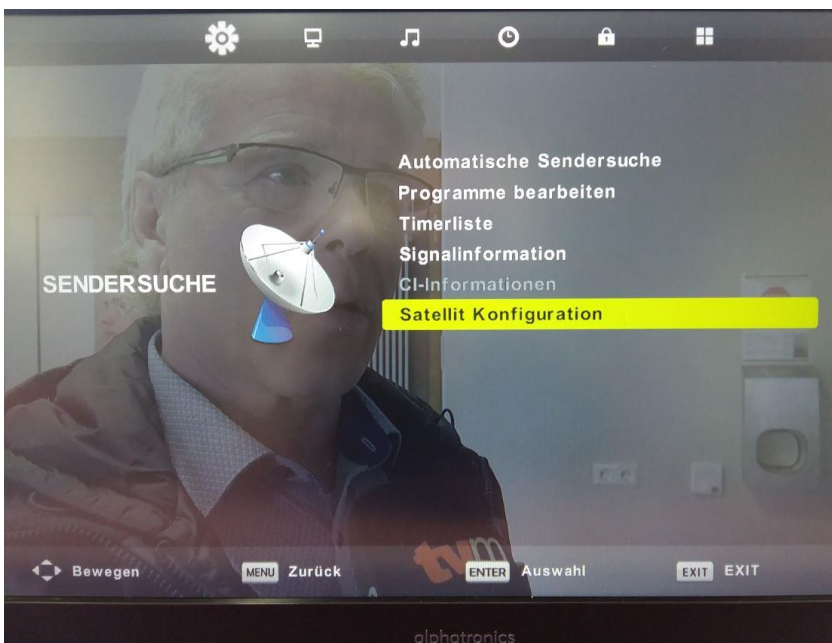 Automatische Sendersuche
Programme bearbeiten
Timerliste
Signalinformation
SENDERSUCHE
CI-Informationen
Satellit Konfiguration
tvm
Bewegen
MENU Zurück
ENTER Auswahl
EXIT EXIT
alphatronics